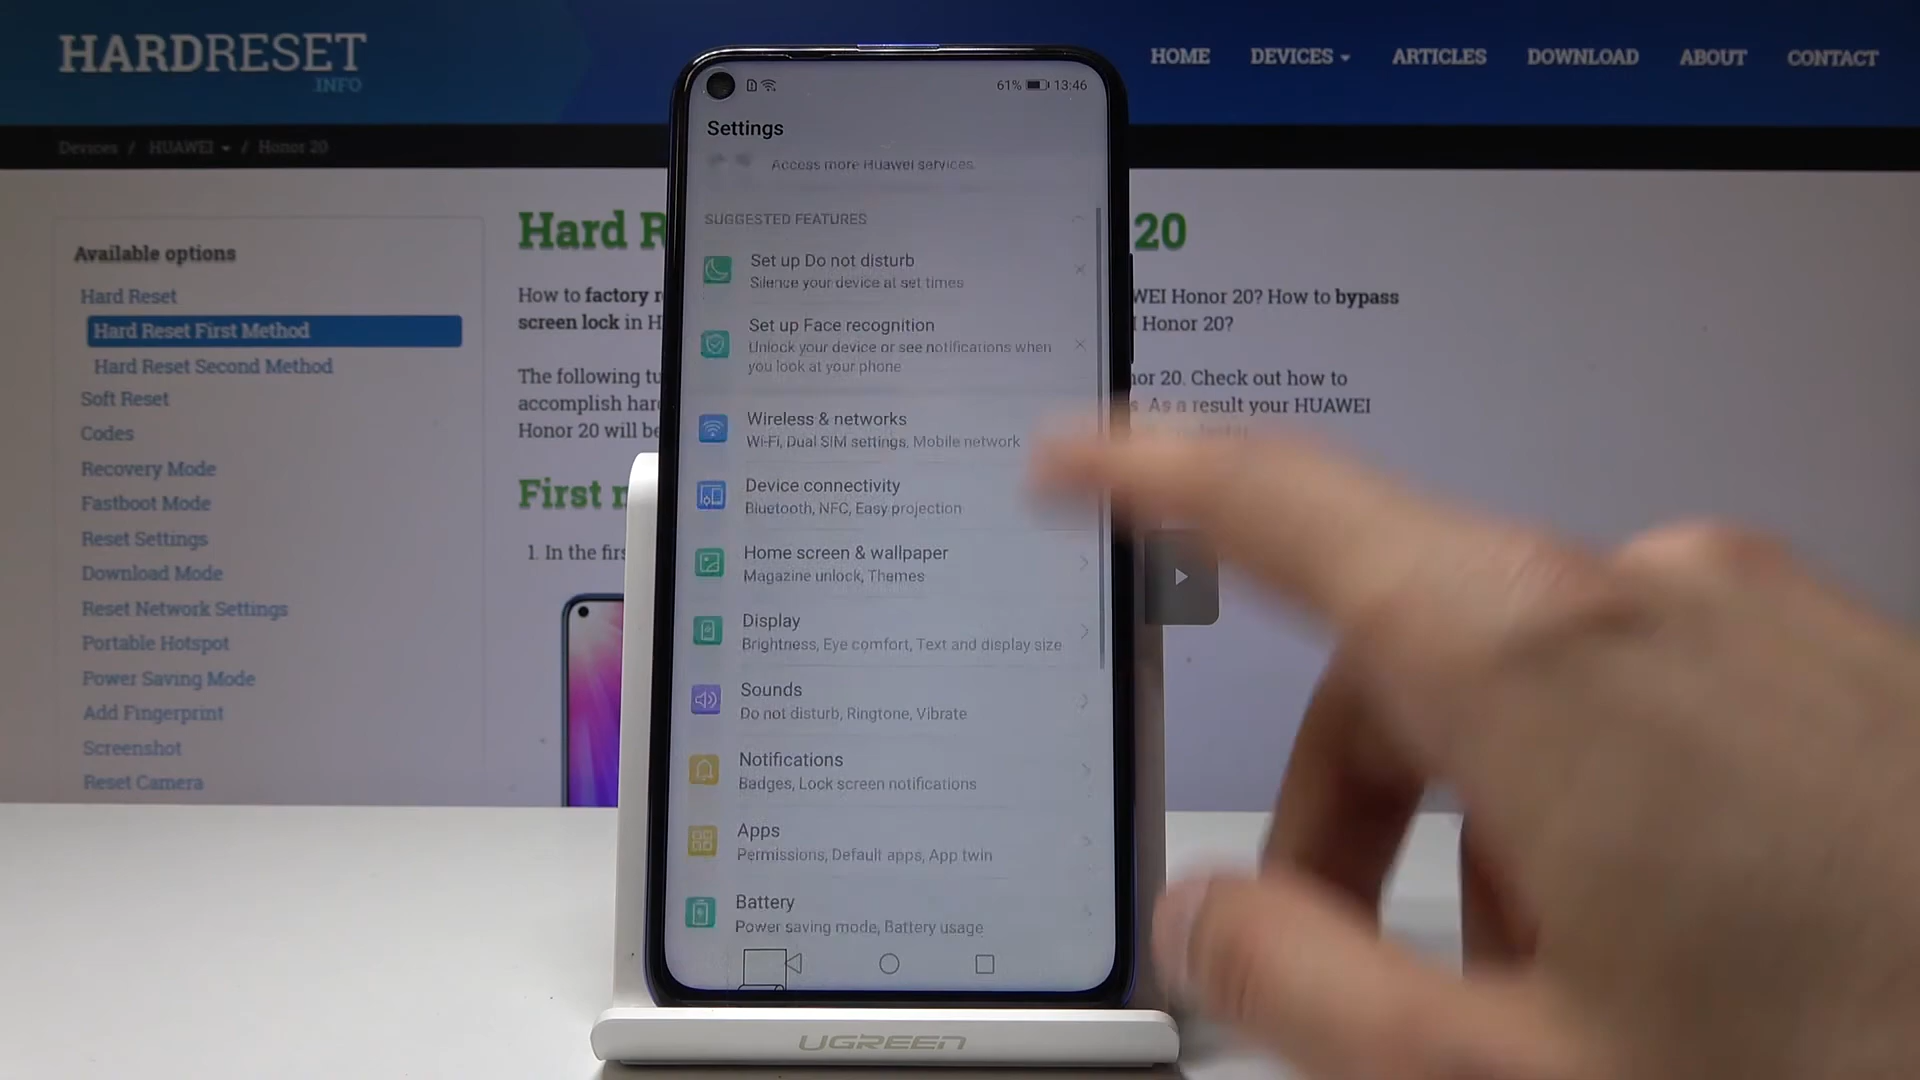 HARDRESET
.INFO
HOME DEVICES ARTICLES DOWNLOAD ABOUT CONTACT
Devices / HUAWEI / Honor 20
Available options
Hard Reset
Hard Reset First Method
Hard Reset Second Method
Soft Reset
Codes
Recovery Mode
Fastboot Mode
Reset Settings
Download Mode
Reset Network Settings
Portable Hotspot
Power Saving Mode
Add Fingerprint
Screenshot
Reset Camera
Hard R 20
How to factory r WEI Honor 20? How to bypass
screen lock in H Honor 20?
The following tu or 20. Check out how to
accomplish hard s. As a result your HUAWEI
Honor 20 will be
First m
1. In the firs
61% 13:46
Settings
Access more Huawei services
SUGGESTED FEATURES
Set up Do not disturb
Silence your device at set times
Set up Face recognition
Unlock your device or see notifications when
you look at your phone
Wireless & networks
Wi-Fi, Dual SIM settings, Mobile network
Device connectivity
Bluetooth, NFC, Easy projection
Home screen & wallpaper
Magazine unlock, Themes
Display
Brightness, Eye comfort, Text and display size
Sounds
Do not disturb, Ringtone, Vibrate
Notifications
Badges, Lock screen notifications
Apps
Permissions, Default apps, App twin
Battery
Power saving mode, Battery usage
UGREEN